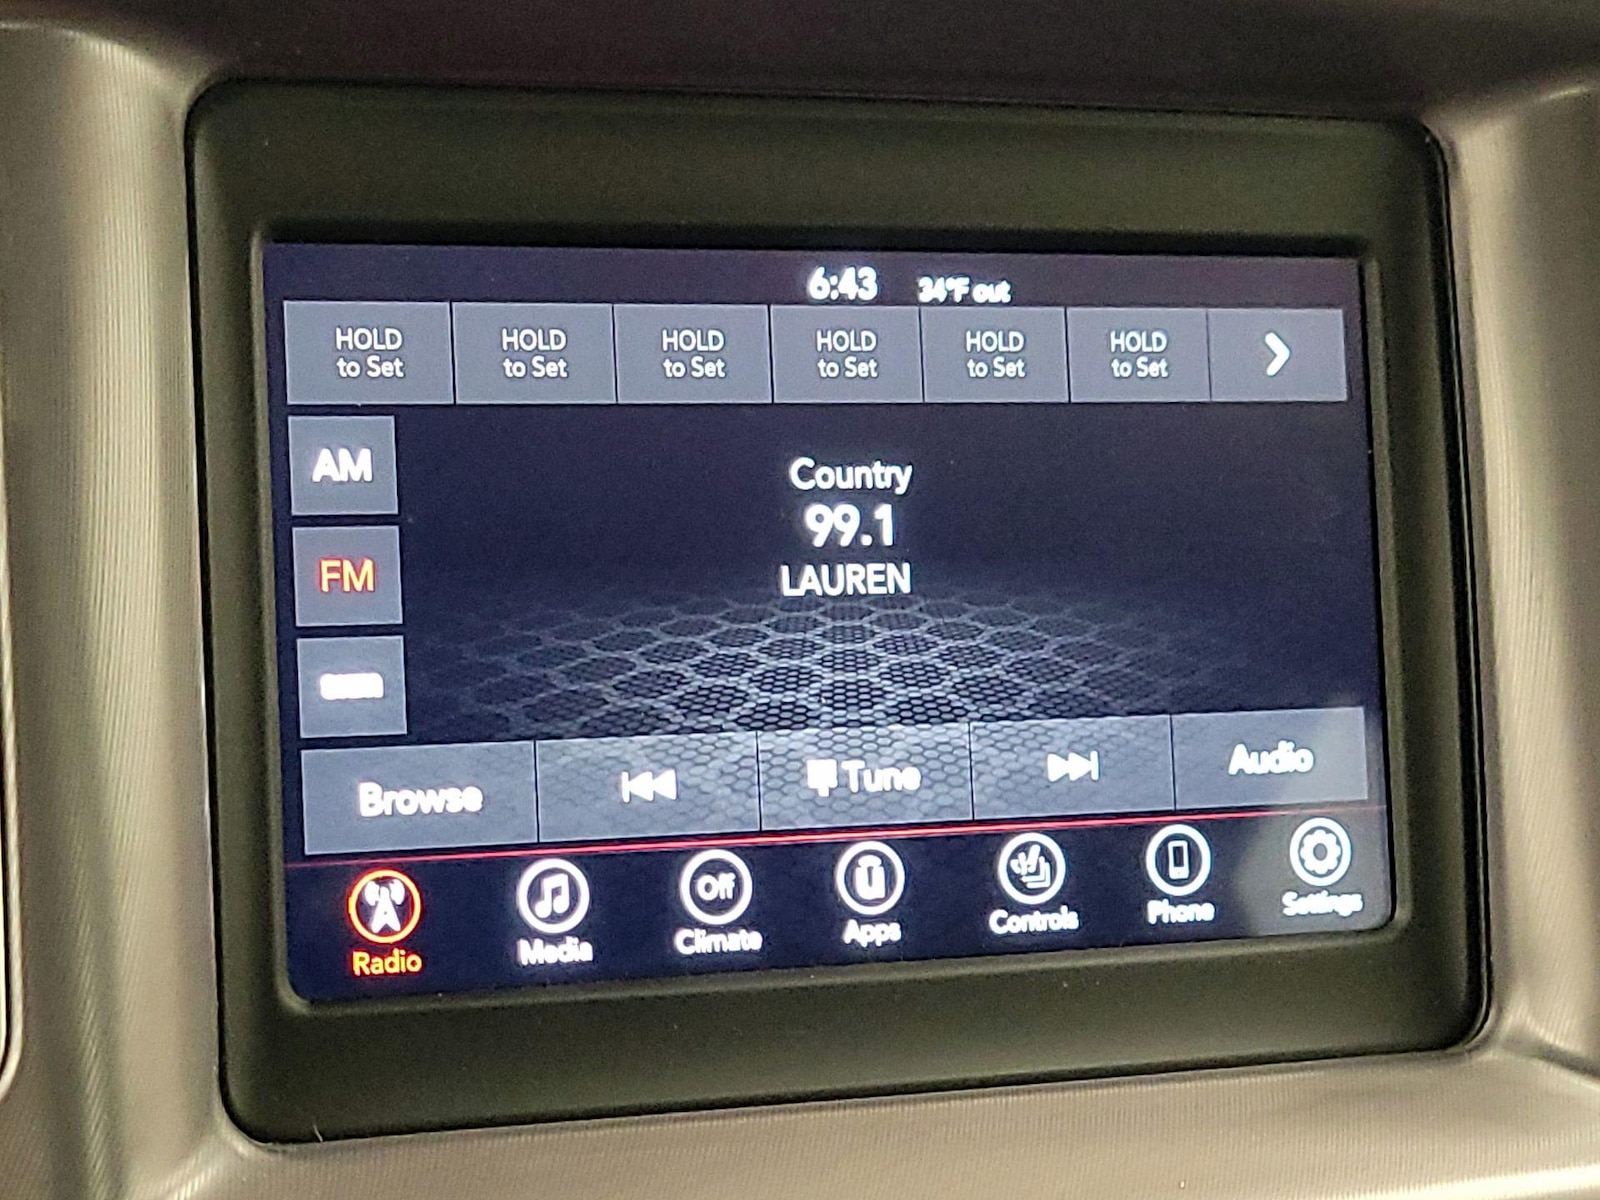 6:43 34°F out
HOLD to Set
HOLD to Set
HOLD to Set
HOLD to Set
HOLD to Set
HOLD to Set
AM
FM
Country
99.1
LAUREN
Browse
Tune
Audio
Radio
Media
Off
Climate
Apps
Controls
Phone
Settings